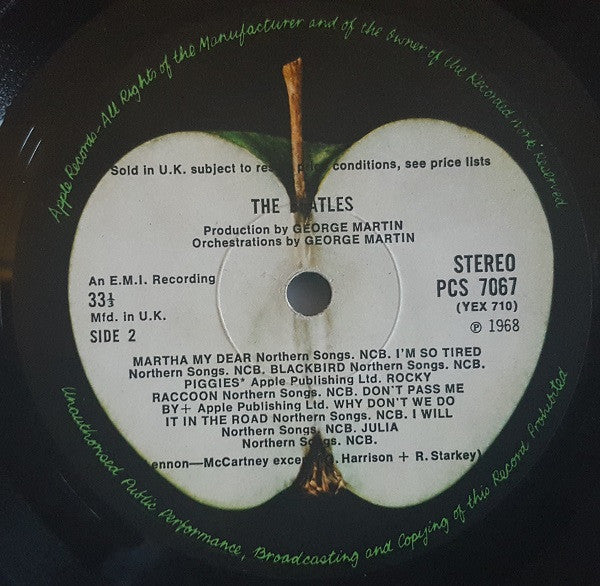 Apple Records-All Rights of the Manufacturer and of the Owner of the Recorded Work Reserved
Sold in U.K. subject to resale price conditions, see price lists
THE BEATLES
Production by GEORGE MARTIN
Orchestrations by GEORGE MARTIN
An E.M.I. Recording
33⅓
Mfd. in U.K.
SIDE 2
STEREO
PCS 7067
(YEX 710)
℗ 1968
MARTHA MY DEAR Northern Songs. NCB. I'M SO TIRED
Northern Songs. NCB. BLACKBIRD Northern Songs. NCB.
PIGGIES* Apple Publishing Ltd. ROCKY
RACCOON Northern Songs. NCB. DON'T PASS ME
BY+ Apple Publishing Ltd. WHY DON'T WE DO
IT IN THE ROAD Northern Songs. NCB. I WILL
Northern Songs. NCB. JULIA
Northern Songs. NCB.
ennon—McCartney excep G. Harrison + R. Starkey)
Unauthorised Public Performance, Broadcasting and Copying of this Record Prohibited